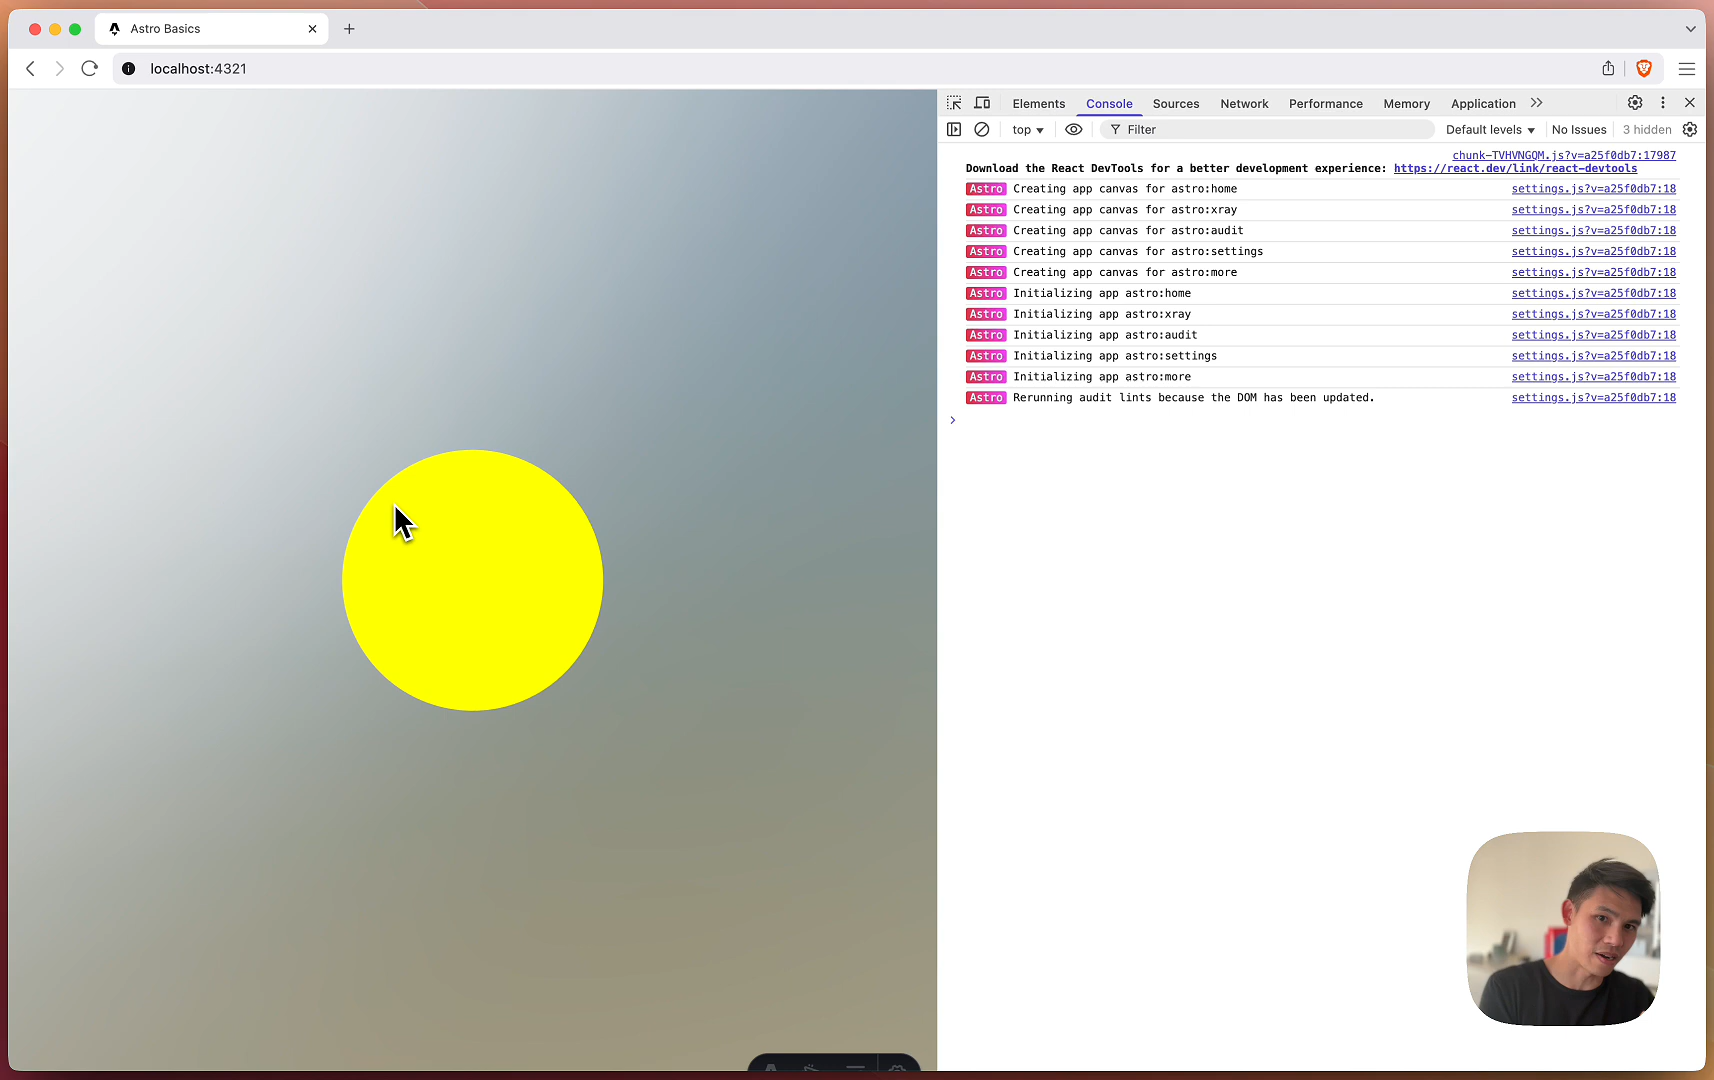 Astro Basics
localhost:4321
Elements Console Sources Network Performance Memory Application
top Filter Default levels No Issues 3 hidden
chunk-TVHVNGQM.js?v=a25f0db7:17987
Download the React DevTools for a better development experience: https://react.dev/link/react-devtools
Astro Creating app canvas for astro:home settings.js?v=a25f0db7:18
Astro Creating app canvas for astro:xray settings.js?v=a25f0db7:18
Astro Creating app canvas for astro:audit settings.js?v=a25f0db7:18
Astro Creating app canvas for astro:settings settings.js?v=a25f0db7:18
Astro Creating app canvas for astro:more settings.js?v=a25f0db7:18
Astro Initializing app astro:home settings.js?v=a25f0db7:18
Astro Initializing app astro:xray settings.js?v=a25f0db7:18
Astro Initializing app astro:audit settings.js?v=a25f0db7:18
Astro Initializing app astro:settings settings.js?v=a25f0db7:18
Astro Initializing app astro:more settings.js?v=a25f0db7:18
Astro Rerunning audit lints because the DOM has been updated. settings.js?v=a25f0db7:18